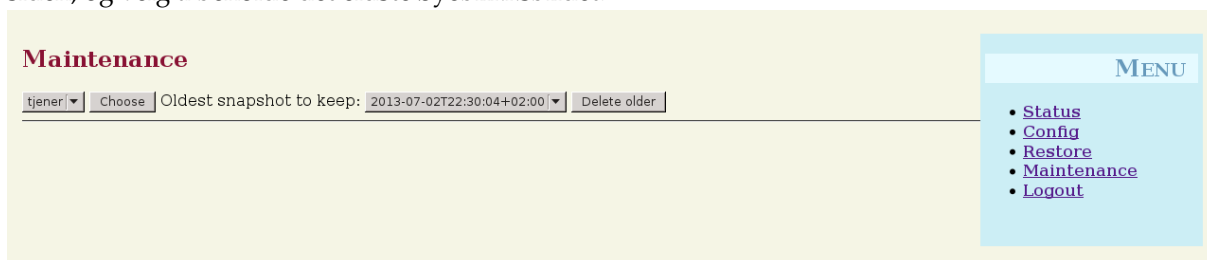 Maintenance
tjener Choose Oldest snapshot to keep: 2013-07-02T22:30:04+02:00 Delete older
MENU
Status
Config
Restore
Maintenance
Logout